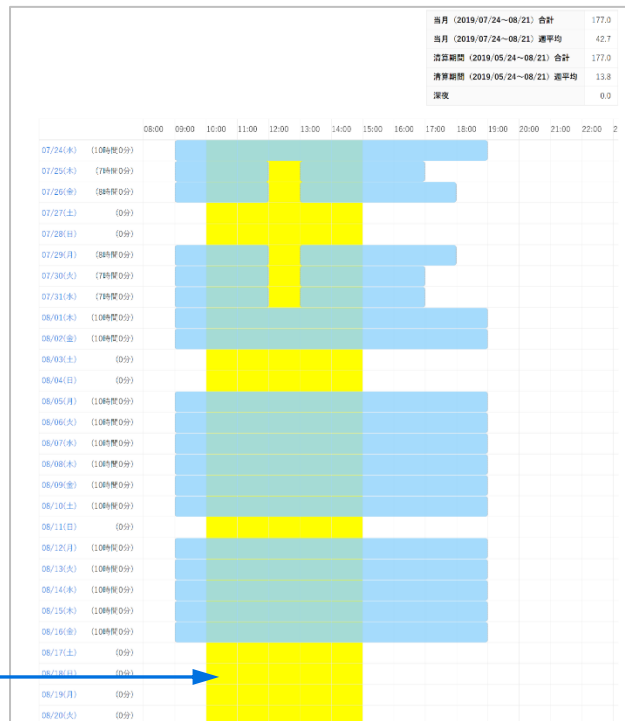 当月（2019/07/24～08/21）合計 177.0
当月（2019/07/24～08/21）週平均 42.7
清算期間（2019/05/24～08/21）合計 177.0
清算期間（2019/05/24～08/21）週平均 13.8
深夜 0.0
08:00 09:00 10:00 11:00 12:00 13:00 14:00 15:00 16:00 17:00 18:00 19:00 20:00 21:00 22:00 2
07/24(水) (10時間0分)
07/25(木) (7時間0分)
07/26(金) (8時間0分)
07/27(土) (0分)
07/28(日) (0分)
07/29(月) (8時間0分)
07/30(火) (7時間0分)
07/31(水) (7時間0分)
08/01(木) (10時間0分)
08/02(金) (10時間0分)
08/03(土) (0分)
08/04(日) (0分)
08/05(月) (10時間0分)
08/06(火) (10時間0分)
08/07(水) (10時間0分)
08/08(木) (10時間0分)
08/09(金) (10時間0分)
08/10(土) (10時間0分)
08/11(日) (0分)
08/12(月) (10時間0分)
08/13(火) (10時間0分)
08/14(水) (10時間0分)
08/15(木) (10時間0分)
08/16(金) (10時間0分)
08/17(土) (0分)
08/18(日) (0分)
08/19(月) (0分)
08/20(火) (0分)